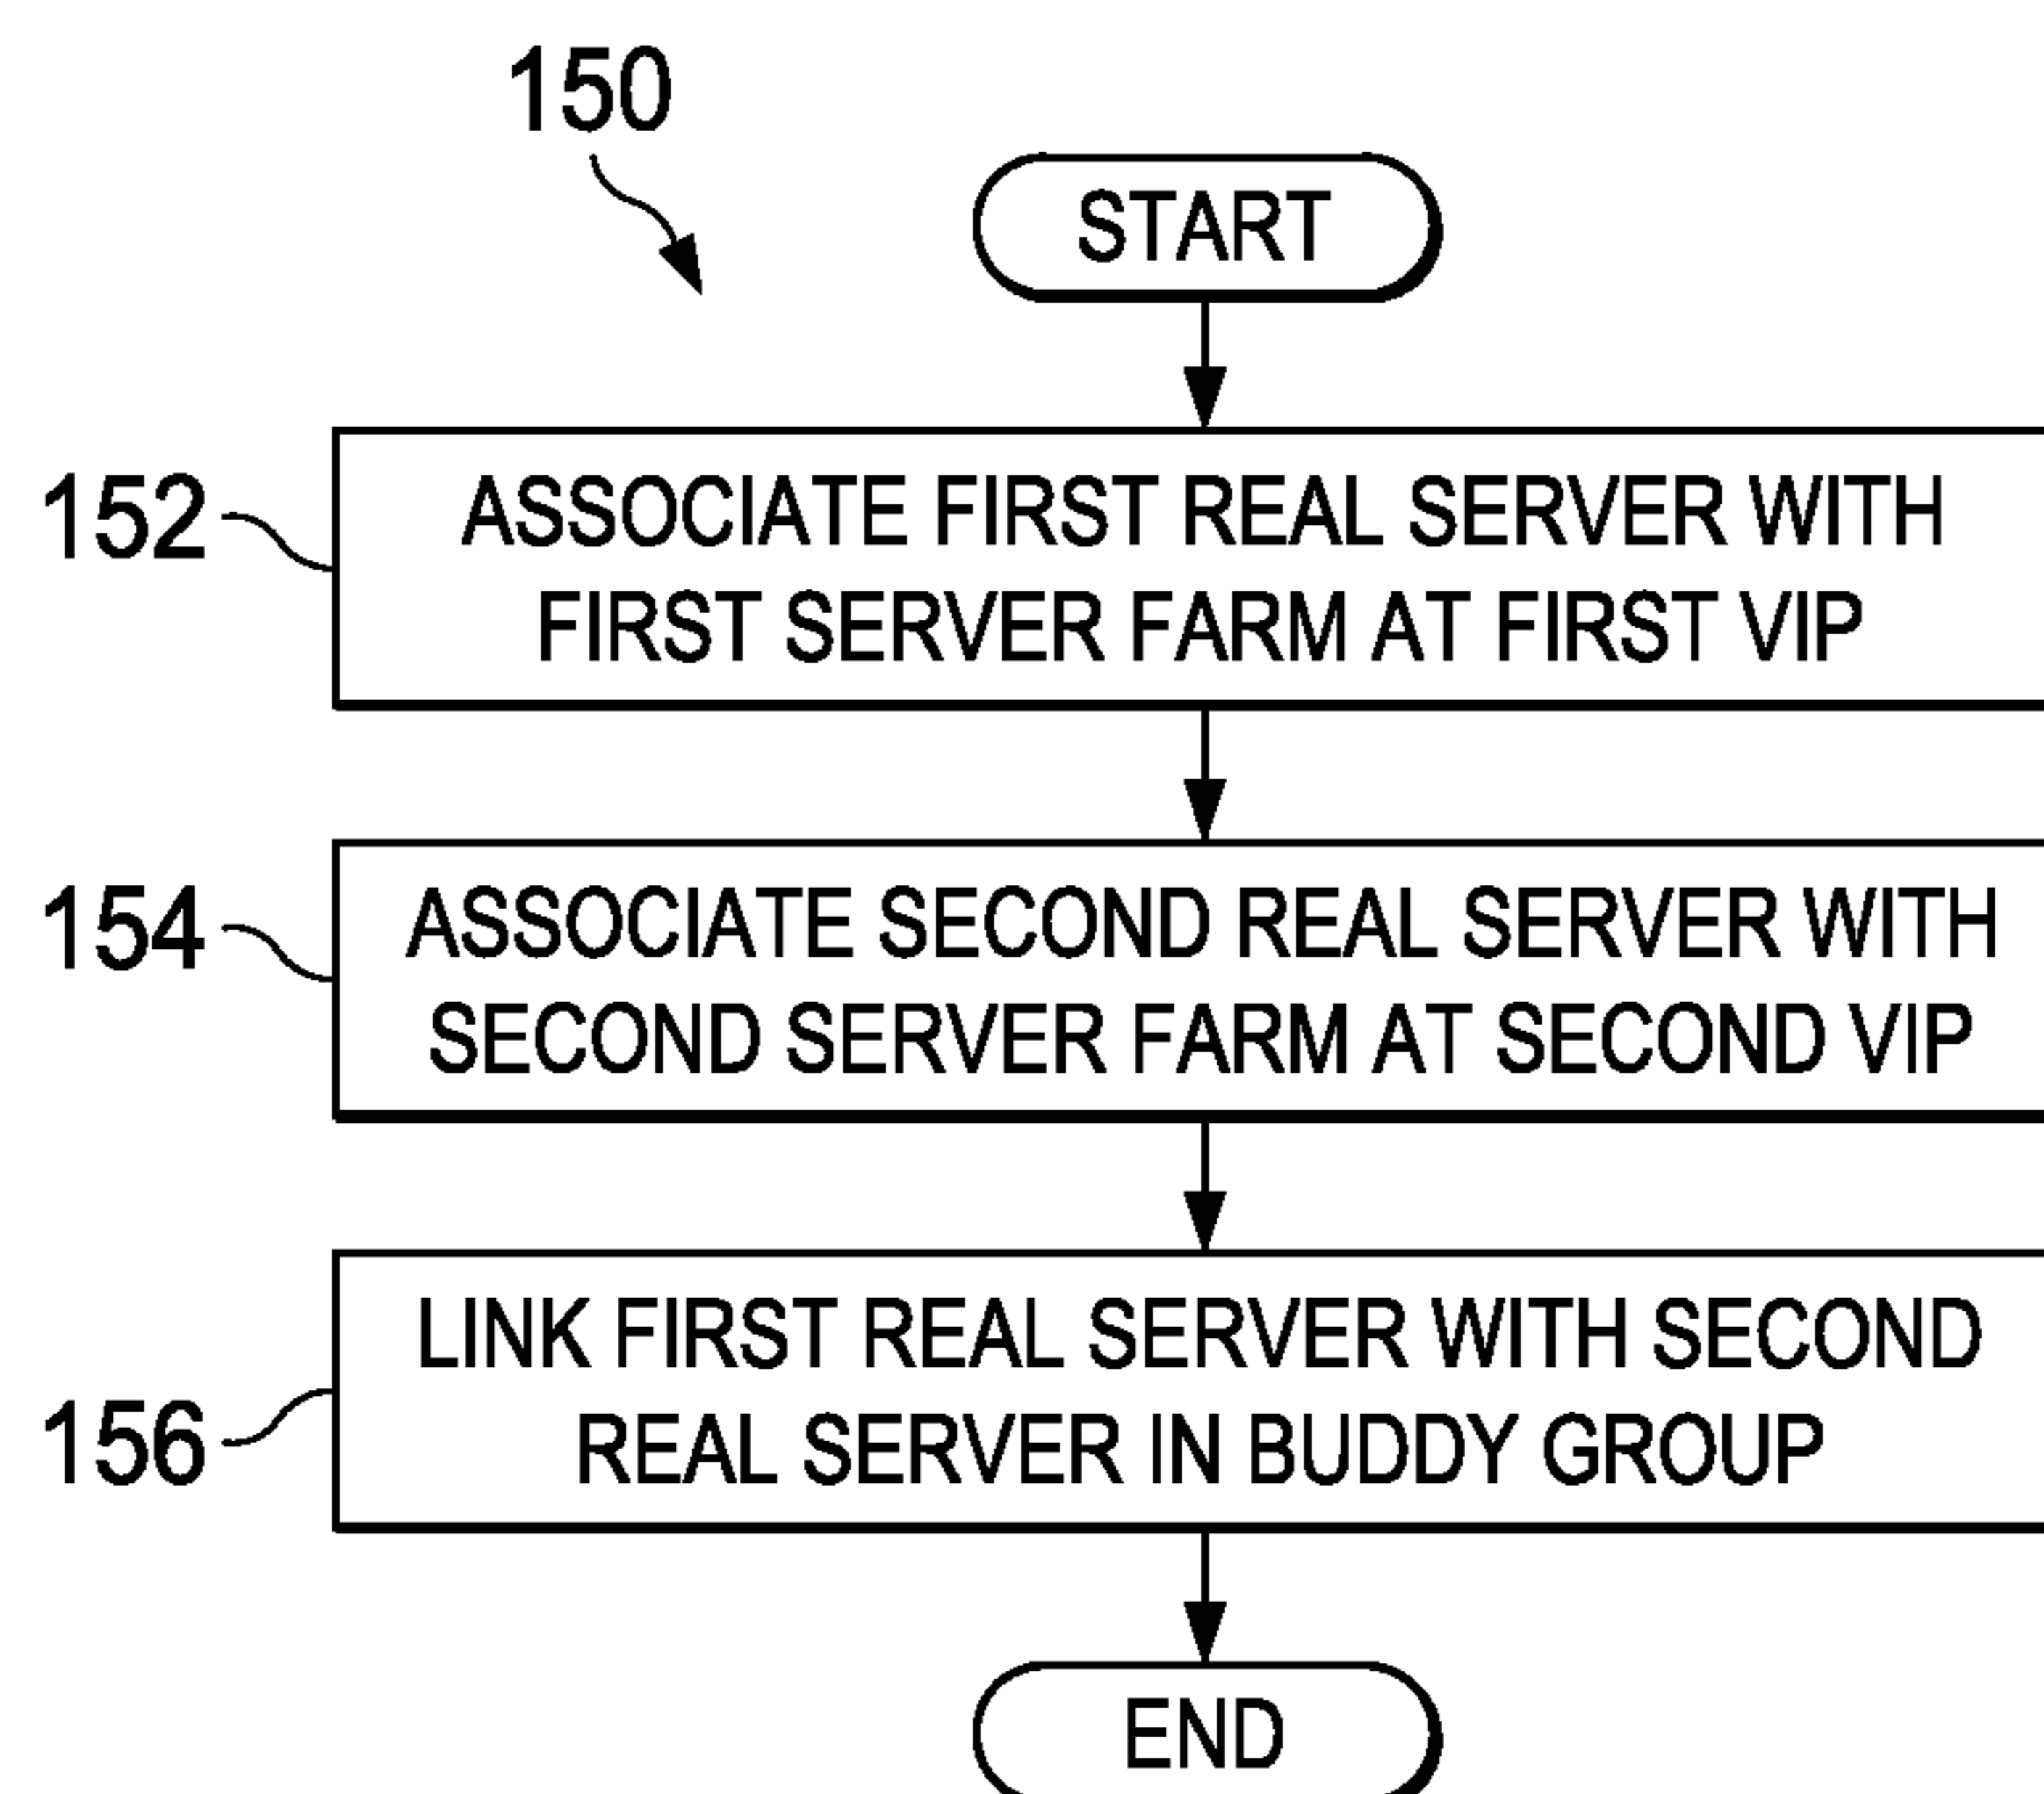 150
START
152
ASSOCIATE FIRST REAL SERVER WITH
FIRST SERVER FARM AT FIRST VIP
154
ASSOCIATE SECOND REAL SERVER WITH
SECOND SERVER FARM AT SECOND VIP
156
LINK FIRST REAL SERVER WITH SECOND
REAL SERVER IN BUDDY GROUP
END